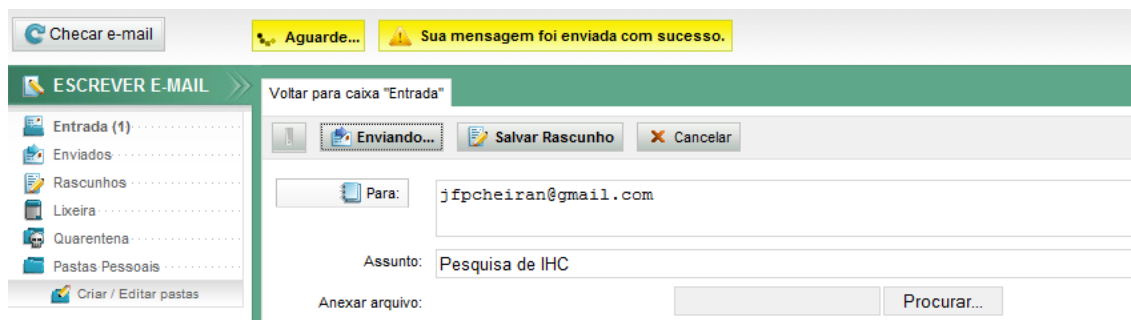 Checar e-mail
Aguarde...
Sua mensagem foi enviada com sucesso.
ESCREVER E-MAIL
Voltar para caixa "Entrada"
Entrada (1)
Enviados
Rascunhos
Lixeira
Quarentena
Pastas Pessoais
Criar / Editar pastas
Enviando...
Salvar Rascunho
Cancelar
Para:
jfpcheiran@gmail.com
Assunto:
Pesquisa de IHC
Anexar arquivo:
Procurar...